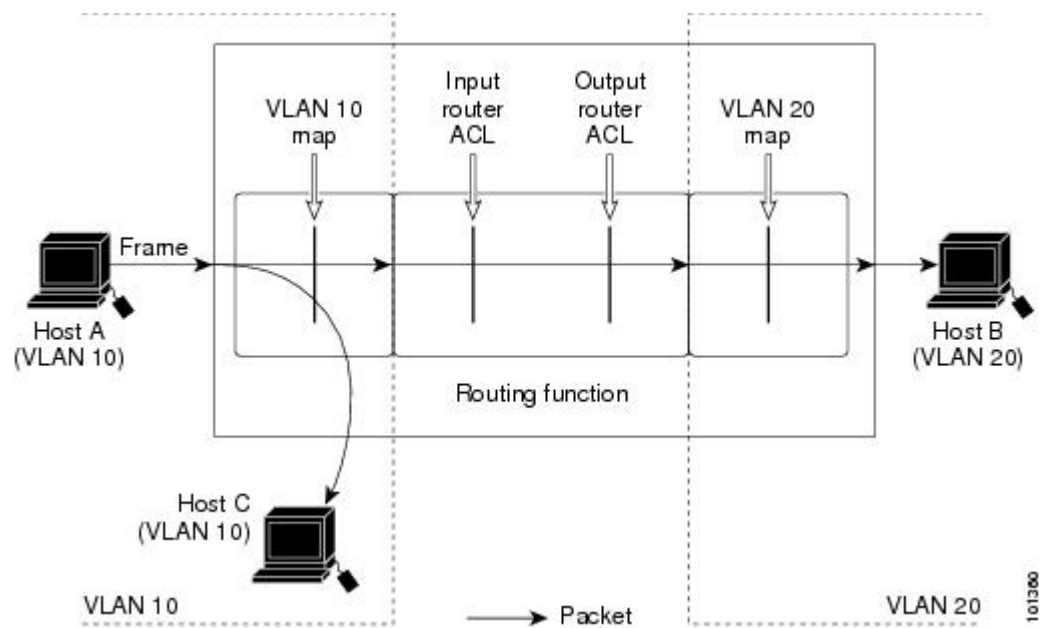 VLAN 10
map
Input
router
ACL
Output
router
ACL
VLAN 20
map
Frame
Host A
(VLAN 10)
Host B
(VLAN 20)
Routing function
Host C
(VLAN 10)
VLAN 10
Packet
VLAN 20
101360